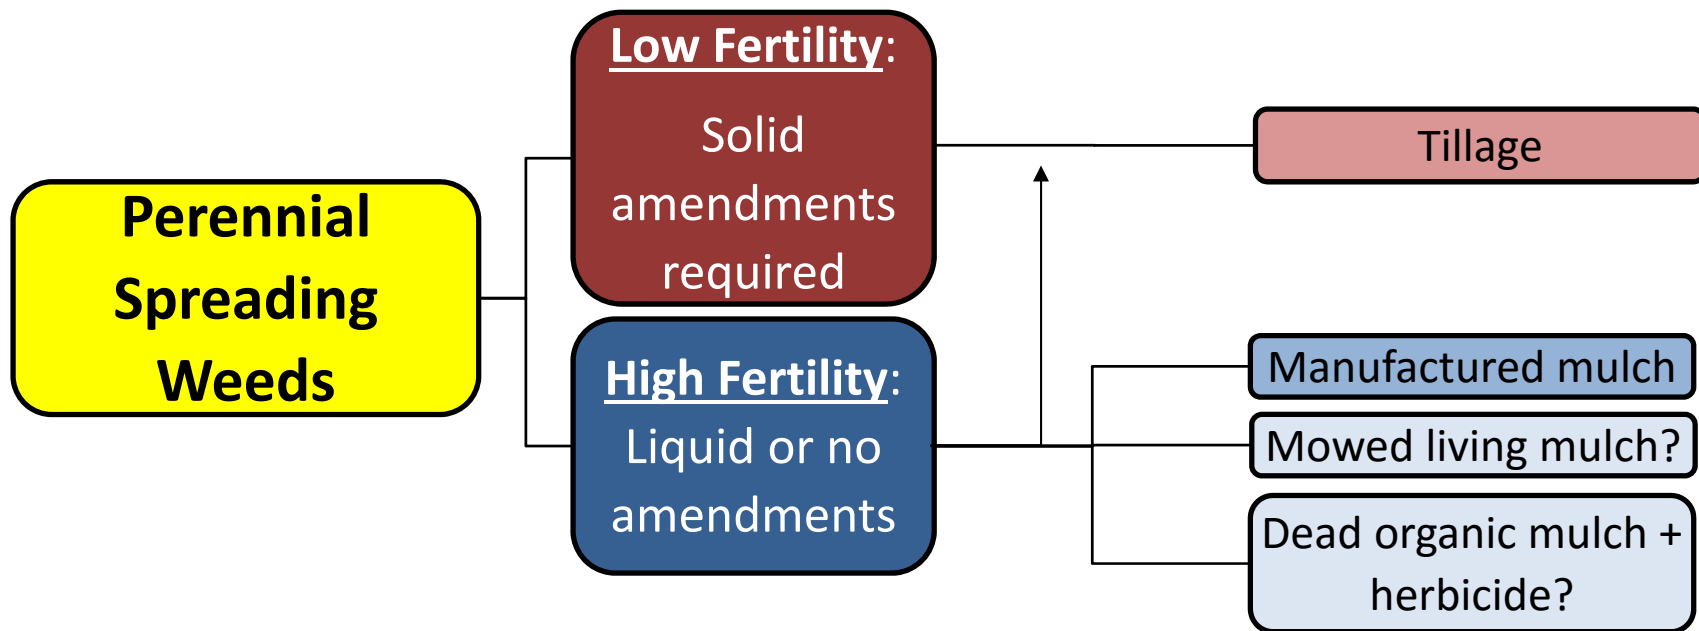 Perennial
Spreading
Weeds
Low Fertility:
Solid
amendments
required
High Fertility:
Liquid or no
amendments
Tillage
Manufactured mulch
Mowed living mulch?
Dead organic mulch +
herbicide?